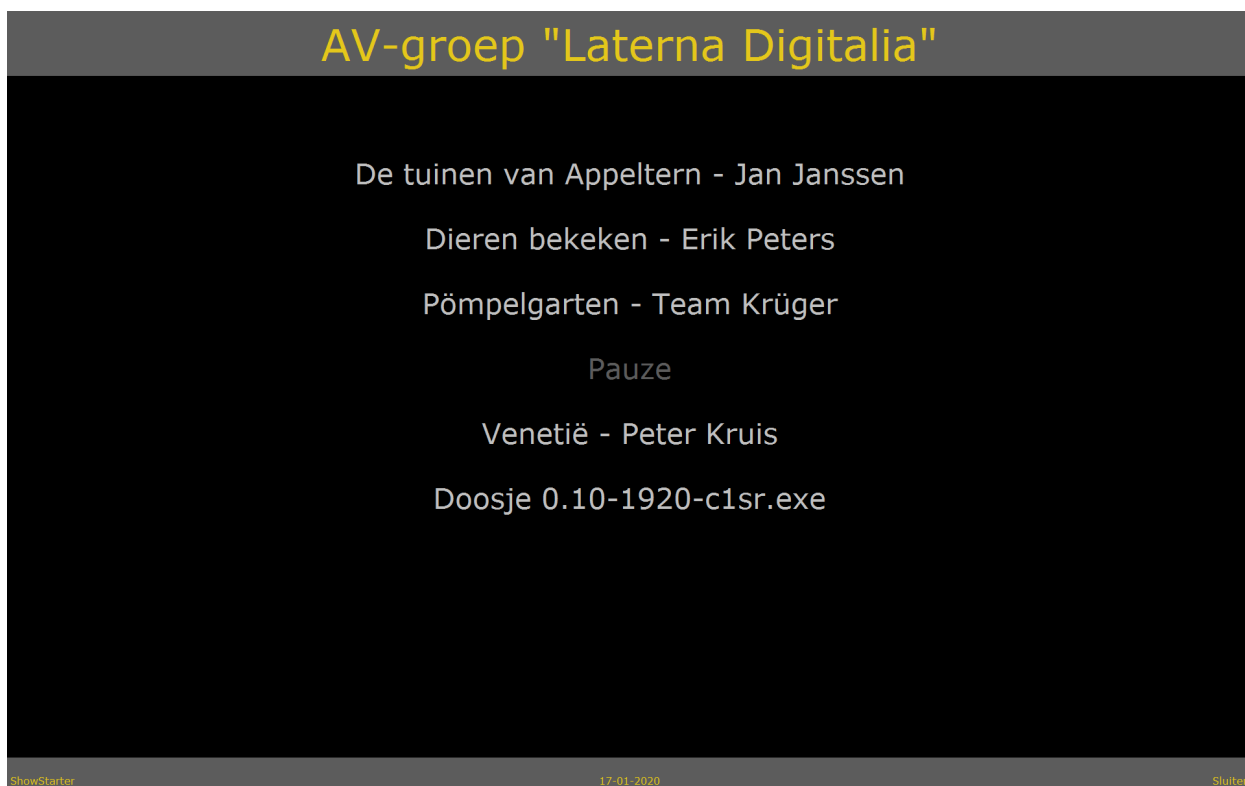 AV-groep "Laterna Digitalia"
De tuinen van Appeltern - Jan Janssen
Dieren bekeken - Erik Peters
Pömpelgarten - Team Krüger
Pauze
Venetië - Peter Kruis
Doosje 0.10-1920-c1sr.exe
ShowStarter
17-01-2020
Sluiten